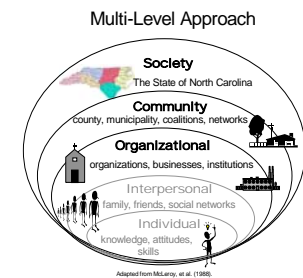 Multi-Level Approach
Society
The State of North Carolina
Community
county, municipality, coalitions, networks
Organizational
organizations, businesses, institutions
Interpersonal
family, friends, social networks
Individual
knowledge, attitudes,
skills
Adapted from McLeroy, et al. (1988).